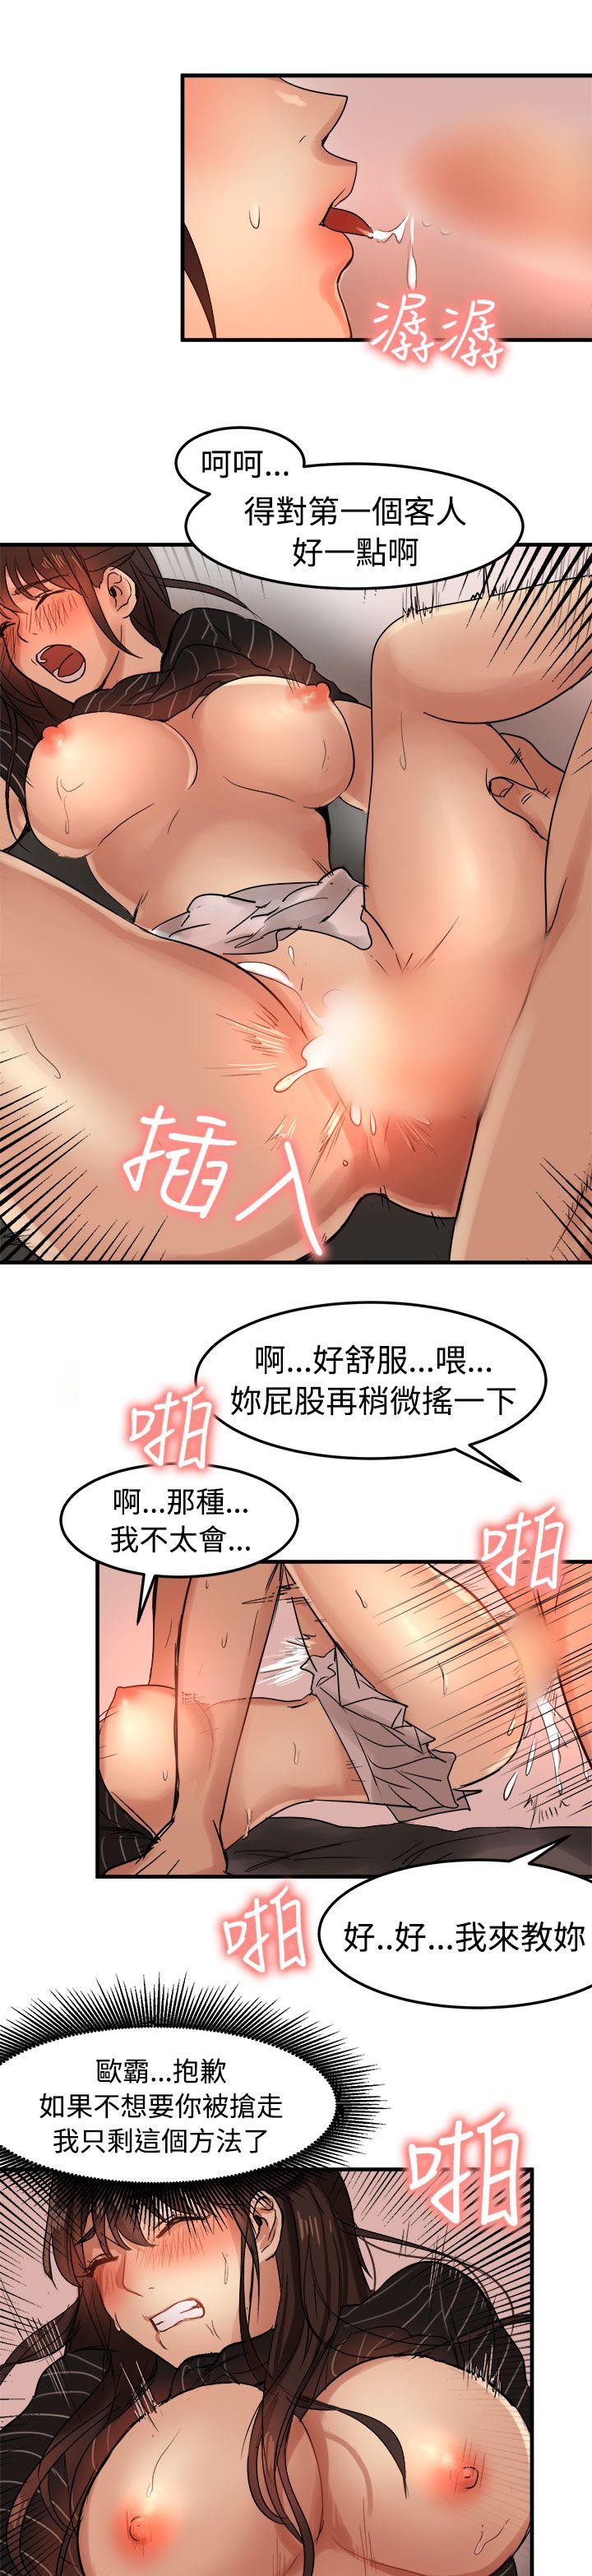 潺潺
呵呵...
得對第一個客人
好一點啊
插入
啊...好舒服...喂...
妳屁股再稍微搖一下
啪
啊...那種...
我不太會...
啪
好..好...我來教妳
啪
歐霸...抱歉
如果不想要你被搶走
我只剩這個方法了
啪